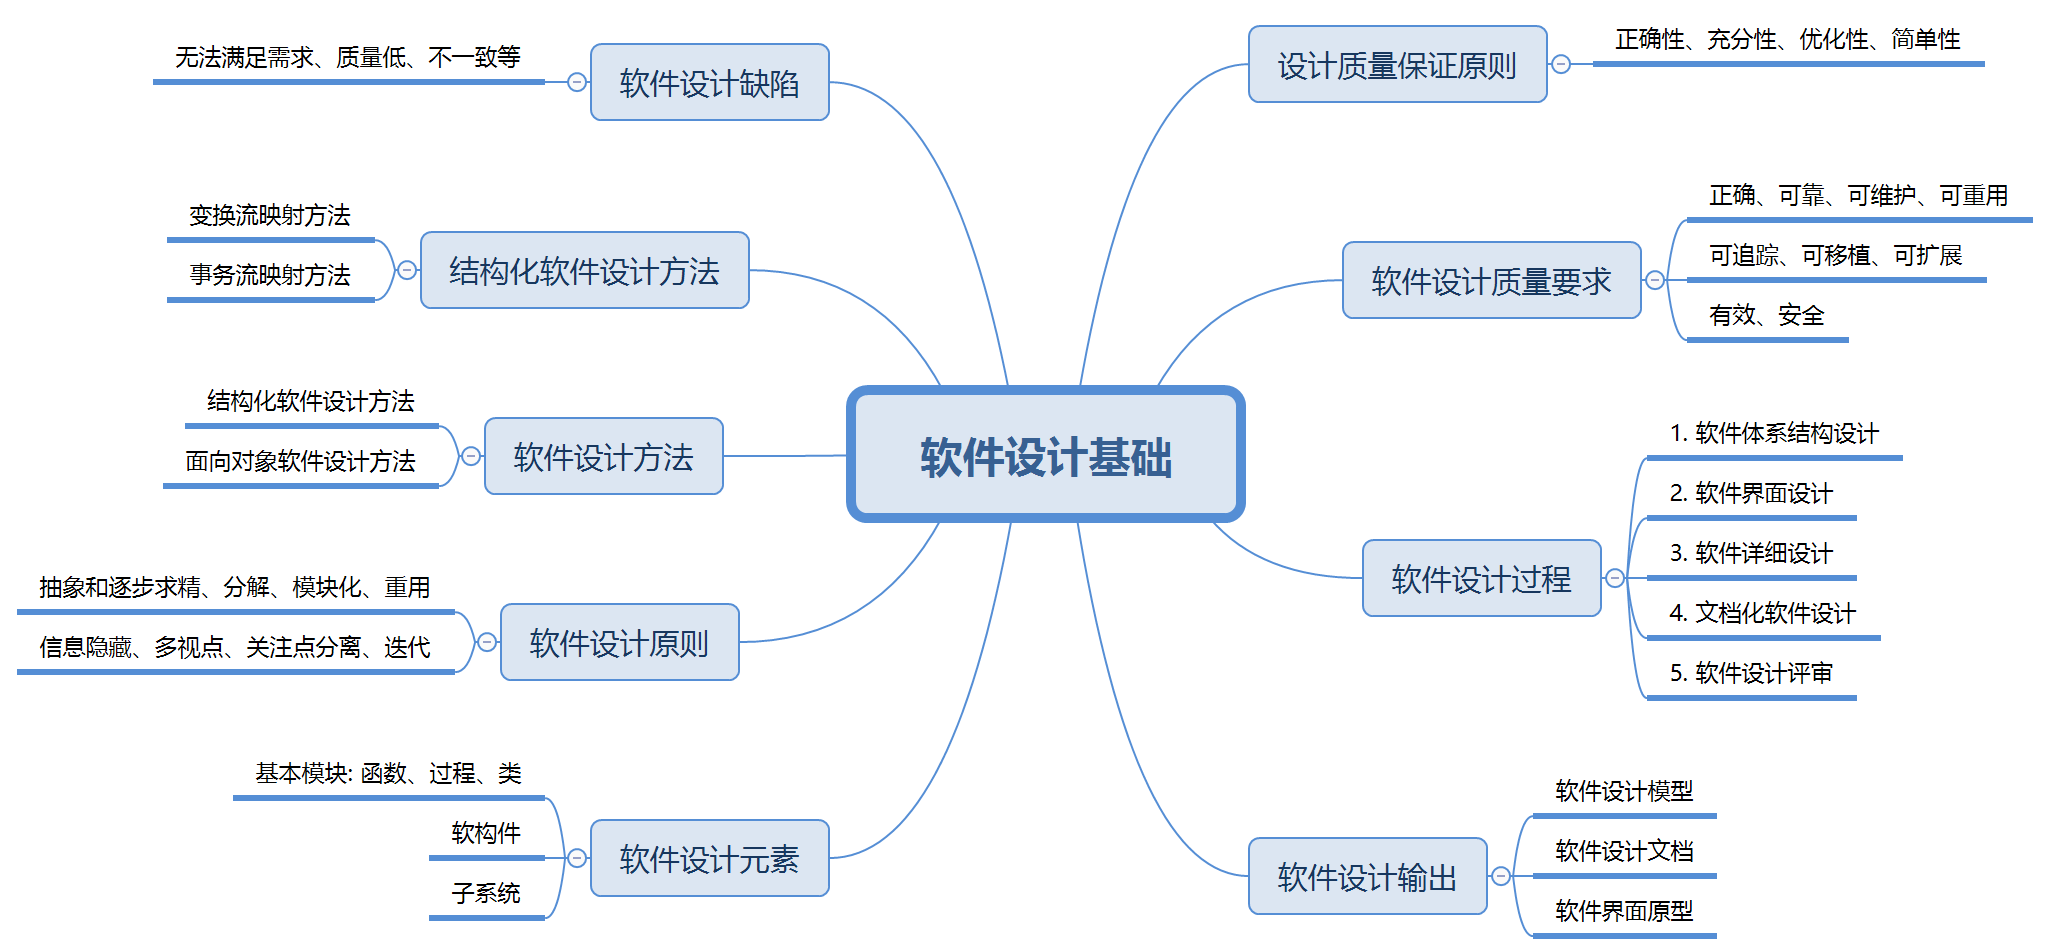 软件设计基础
设计质量保证原则
正确性、充分性、优化性、简单性
软件设计质量要求
正确、可靠、可维护、可重用
可追踪、可移植、可扩展
有效、安全
软件设计过程
1. 软件体系结构设计
2. 软件界面设计
3. 软件详细设计
4. 文档化软件设计
5. 软件设计评审
软件设计输出
软件设计模型
软件设计文档
软件界面原型
软件设计缺陷
无法满足需求、质量低、不一致等
结构化软件设计方法
变换流映射方法
事务流映射方法
软件设计方法
结构化软件设计方法
面向对象软件设计方法
软件设计原则
抽象和逐步求精、分解、模块化、重用
信息隐藏、多视点、关注点分离、迭代
软件设计元素
基本模块: 函数、过程、类
软构件
子系统